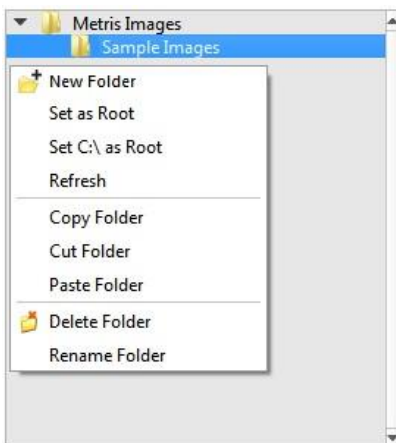 Metris Images
Sample Images
New Folder
Set as Root
Set C:\ as Root
Refresh
Copy Folder
Cut Folder
Paste Folder
Delete Folder
Rename Folder